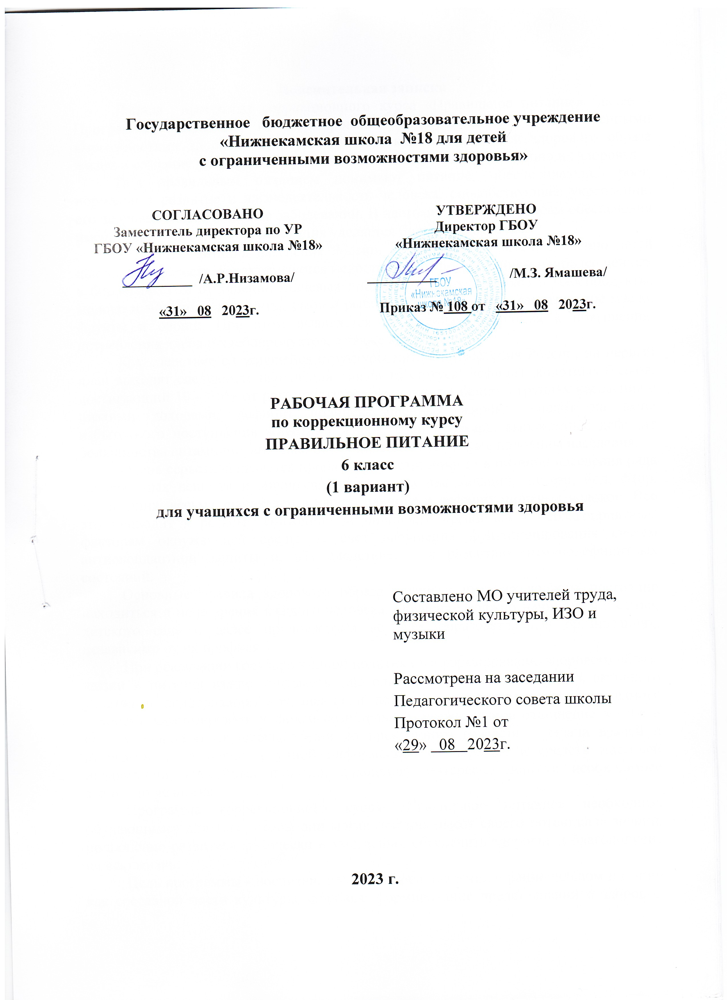 Государственное бюджетное общеобразовательное учреждение
«Нижнекамская школа №18 для детей
с ограниченными возможностями здоровья»
СОГЛАСОВАНО
Заместитель директора по УР
ГБОУ «Нижнекамская школа №18»
/А.Р.Низамова/
«31» 08 2023г.
УТВЕРЖДЕНО
Директор ГБОУ
«Нижнекамская школа №18»
/М.З. Ямашева/
ГБОУ
«Нижнекамская
школа №18»
Приказ № 108 от «31» 08 2023г.
РАБОЧАЯ ПРОГРАММА
по коррекционному курсу
ПРАВИЛЬНОЕ ПИТАНИЕ
6 класс
(1 вариант)
для учащихся с ограниченными возможностями здоровья
Составлено МО учителей труда,
физической культуры, ИЗО и
музыки
Рассмотрена на заседании
Педагогического совета школы
Протокол №1 от
«29» 08 2023г.
2023 г.